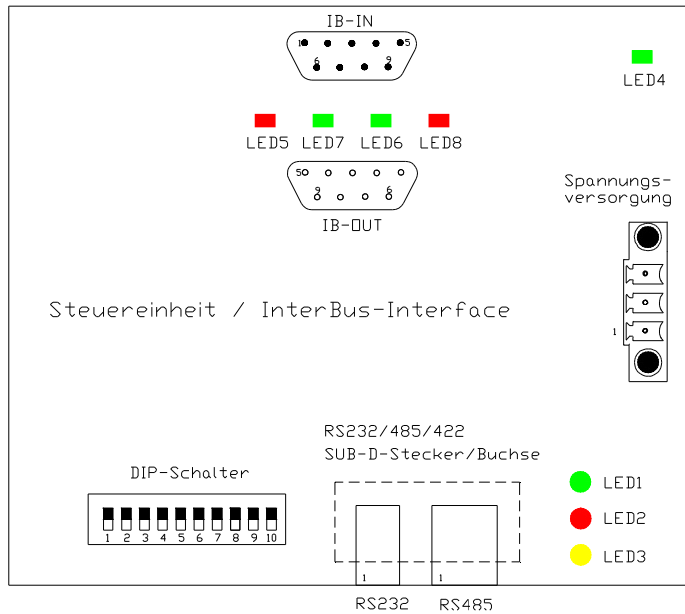 IB-IN
1 5
6 9
LED4
LED5 LED7 LED6 LED8
5
9 6
IB-OUT
Spannungs-
versorgung
1
Steuereinheit / InterBus-Interface
RS232/485/422
SUB-D-Stecker/Buchse
DIP-Schalter
1 2 3 4 5 6 7 8 9 10
LED1
LED2
LED3
1 1
RS232 RS485